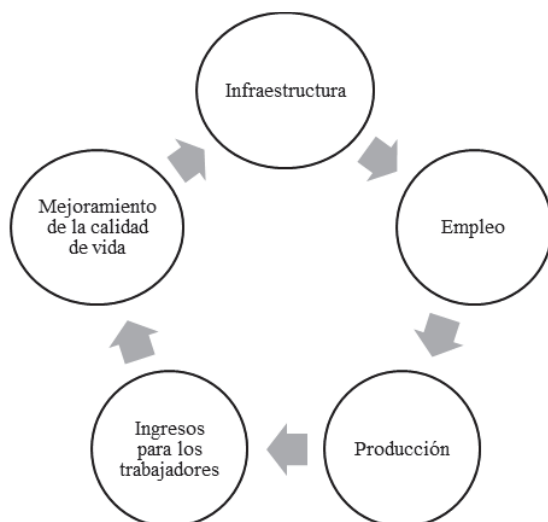 Infraestructura
Empleo
Producción
Ingresos
para los
trabajadores
Mejoramiento
de la calidad
de vida